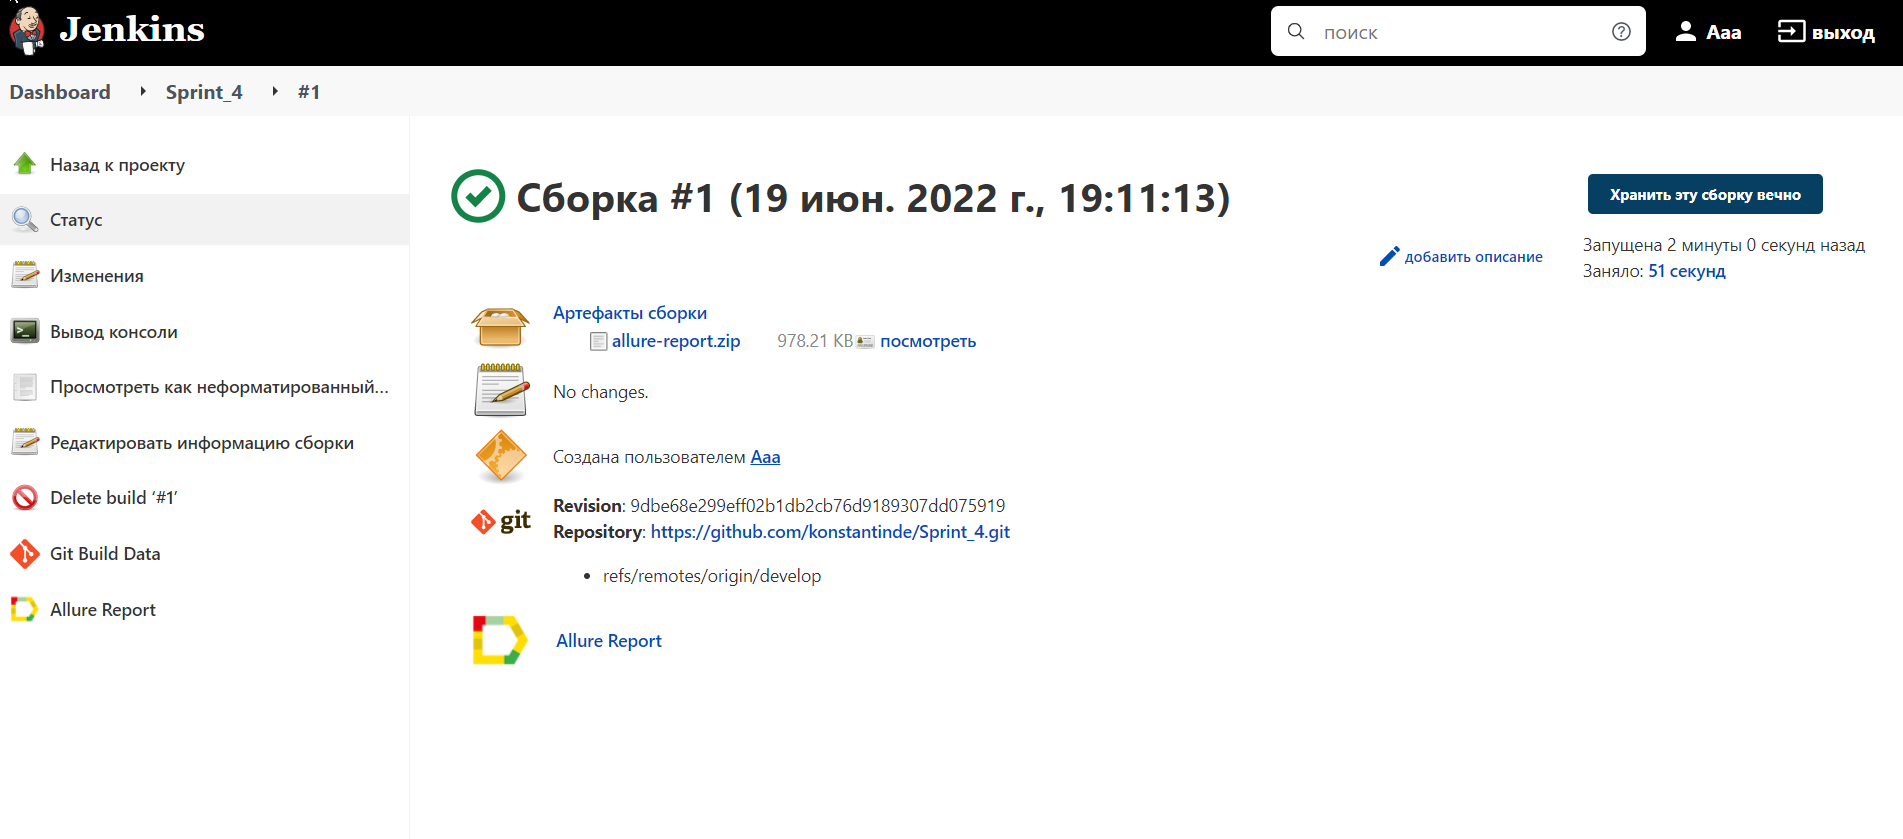 Jenkins
поиск
Aaa
выход
Dashboard
Sprint_4
#1
Назад к проекту
Статус
Изменения
Вывод консоли
Просмотреть как неформатированный...
Редактировать информацию сборки
Delete build ‘#1’
Git Build Data
Allure Report
Сборка #1 (19 июн. 2022 г., 19:11:13)
Хранить эту сборку вечно
добавить описание
Запущена 2 минуты 0 секунд назад
Заняло: 51 секунд
Артефакты сборки
allure-report.zip 978.21 KB посмотреть
No changes.
Создана пользователем Aaa
git
Revision: 9dbe68e299eff02b1db2cb76d9189307dd075919
Repository: https://github.com/konstantinde/Sprint_4.git
• refs/remotes/origin/develop
Allure Report